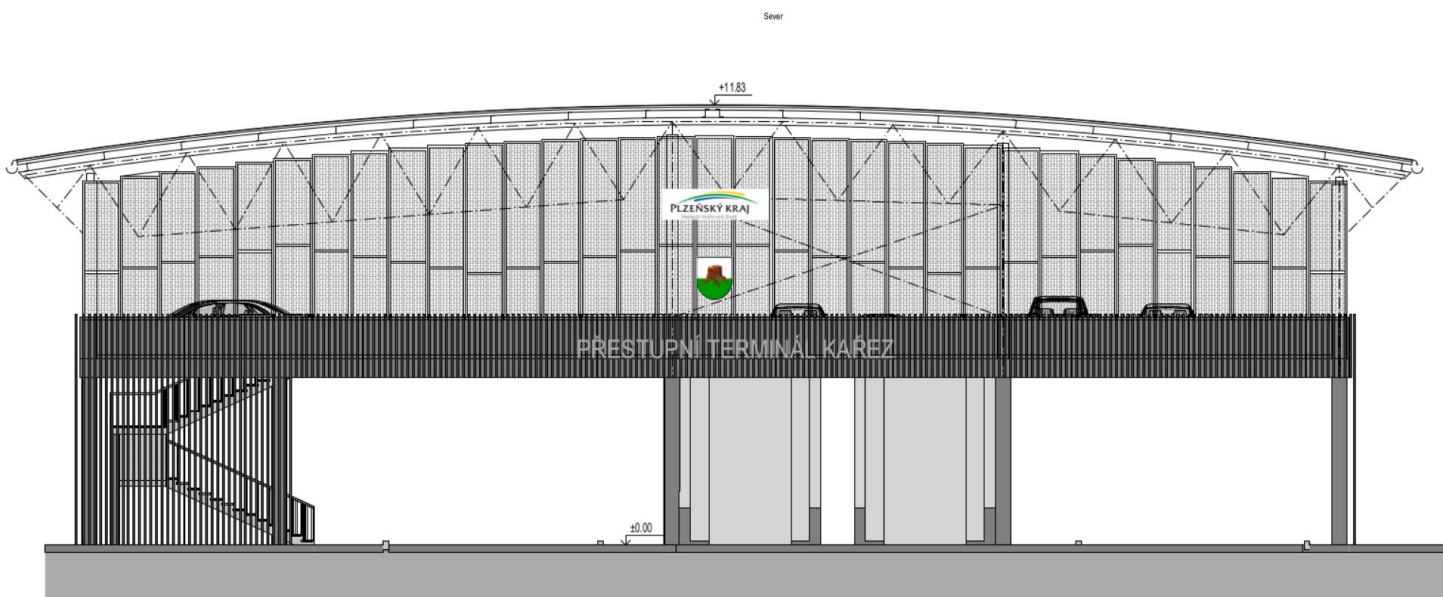 Sever
+11.83
PLZEŇSKÝ KRAJ
PŘESTUPNÍ TERMINÁL KAŘEZ
±0.00